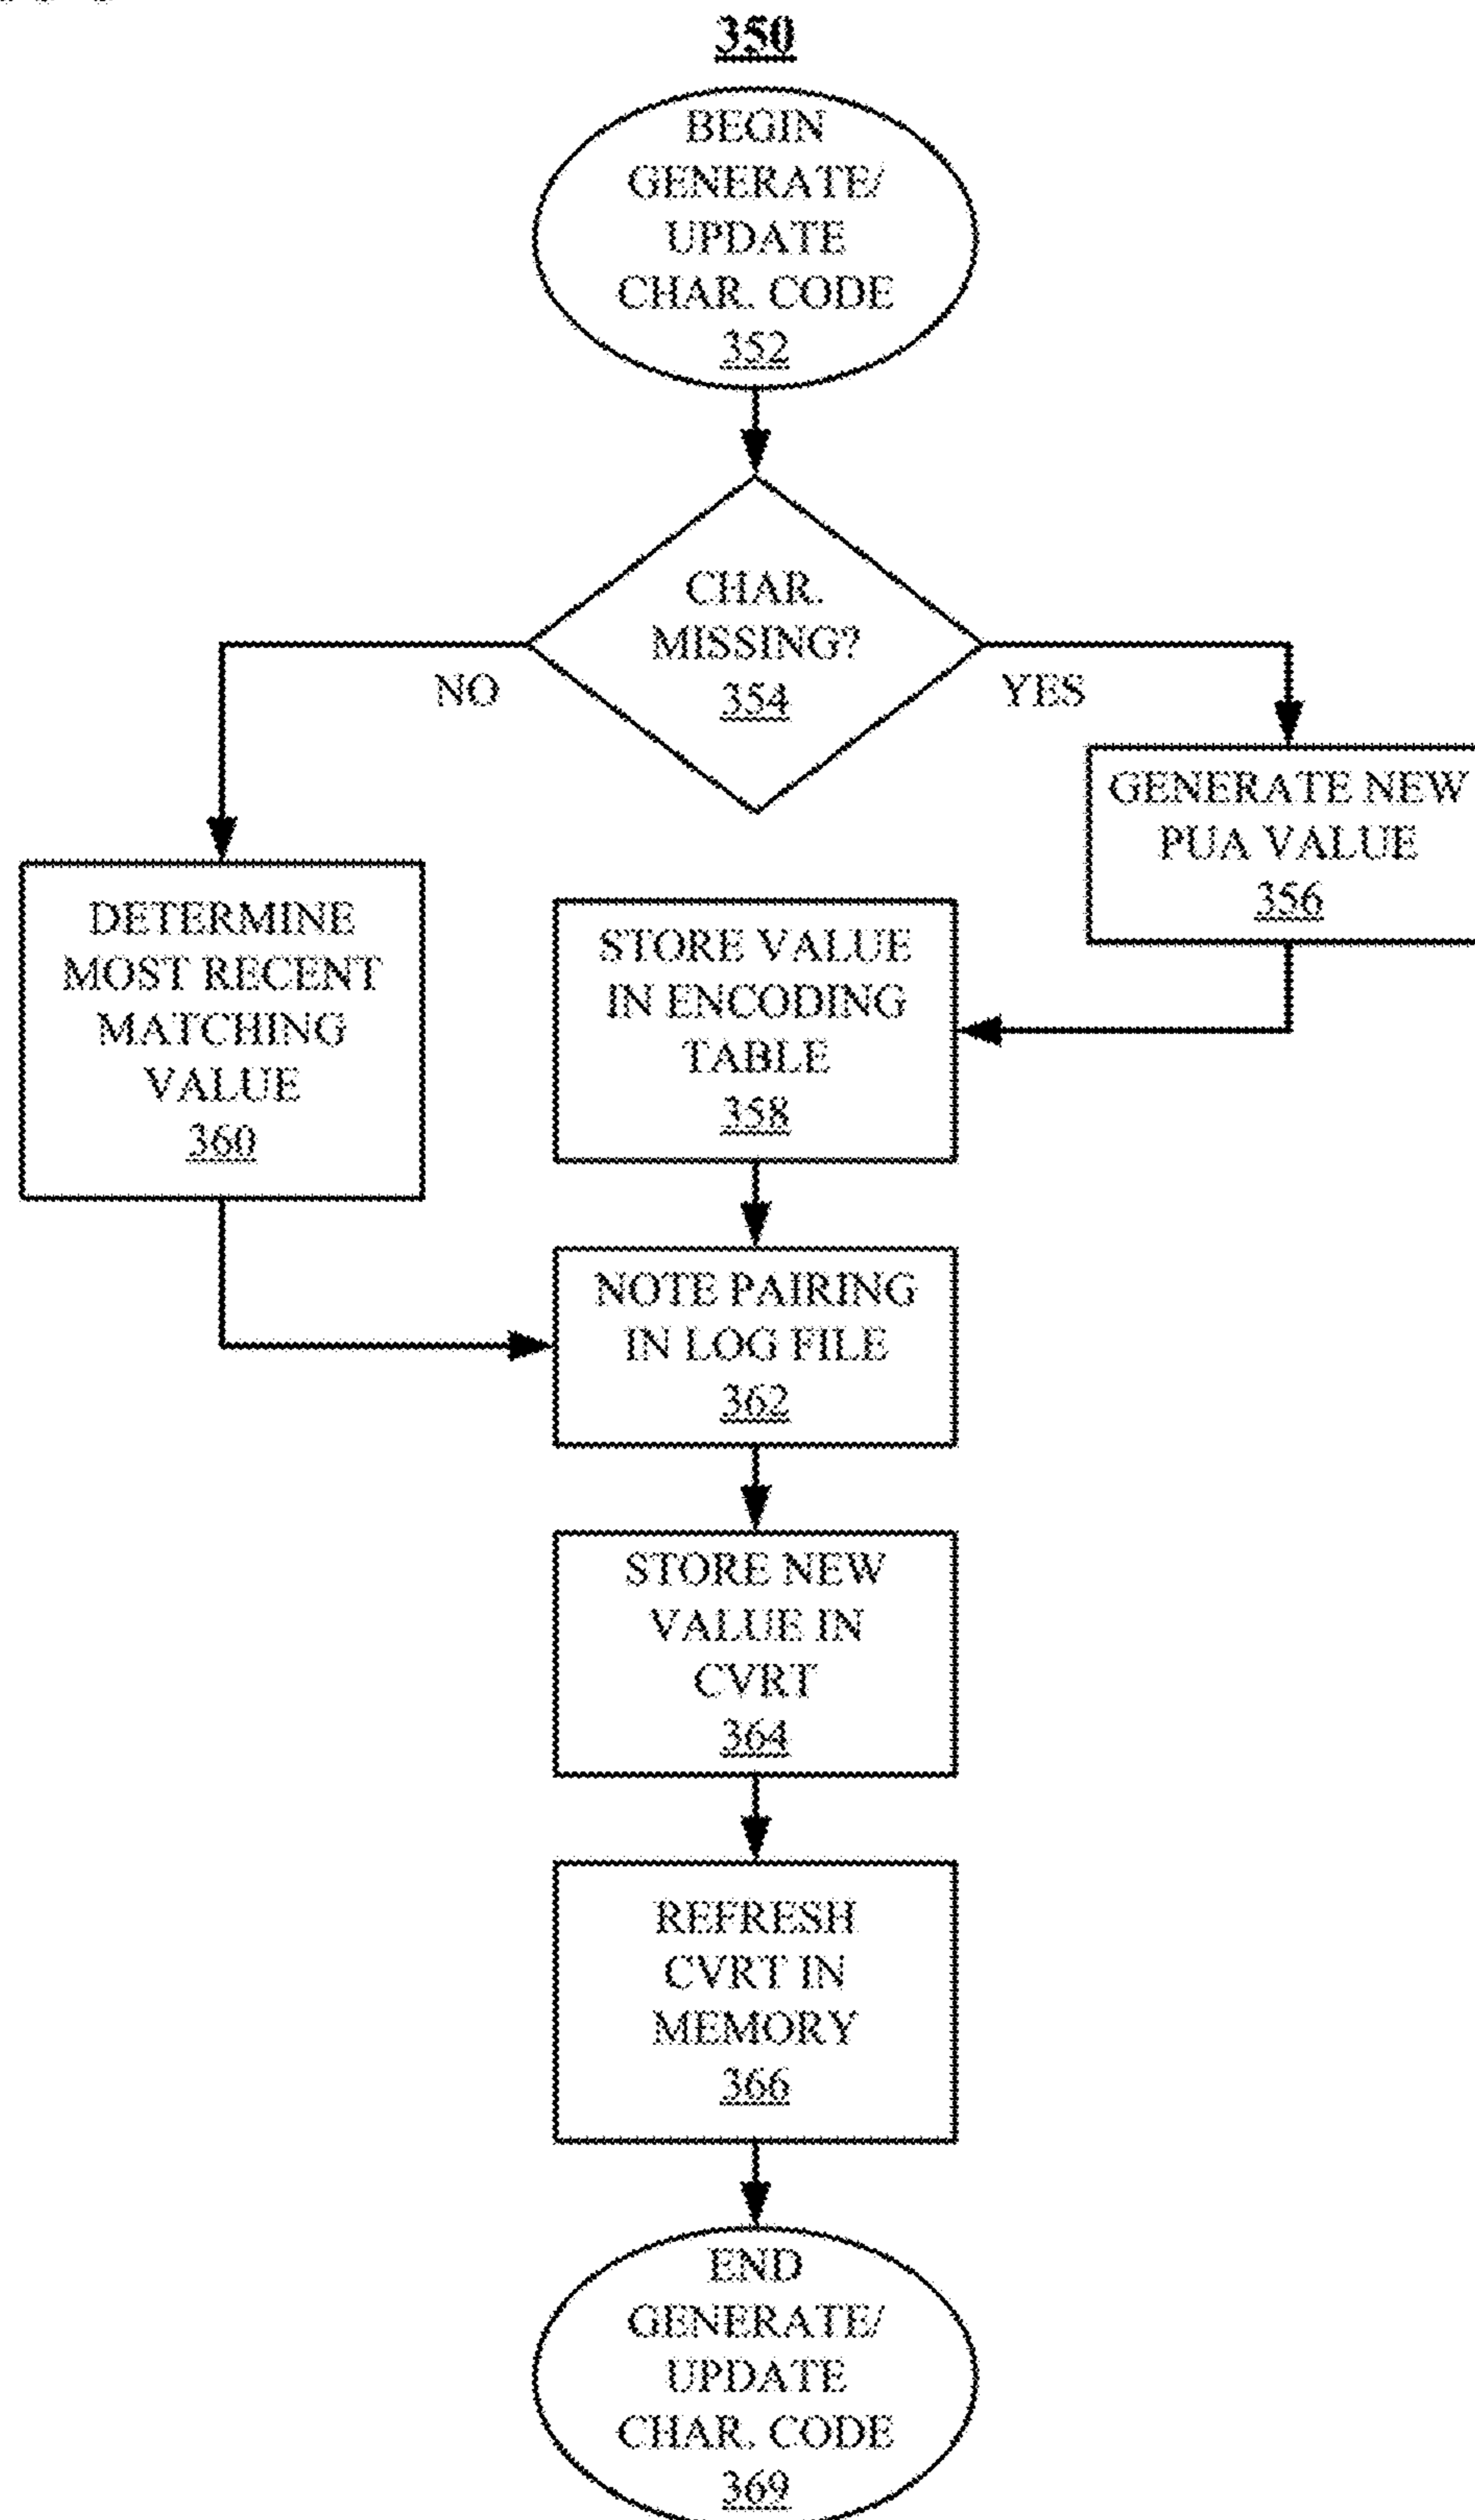 350
BEGIN
GENERATE/
UPDATE
CHAR. CODE
352
CHAR.
MISSING?
354
NO
YES
GENERATE NEW
PUA VALUE
356
DETERMINE
MOST RECENT
MATCHING
VALUE
360
STORE VALUE
IN ENCODING
TABLE
358
NOTE PAIRING
IN LOG FILE
362
STORE NEW
VALUE IN
CVRT
364
REFRESH
CVRT IN
MEMORY
366
END
GENERATE/
UPDATE
CHAR. CODE
369